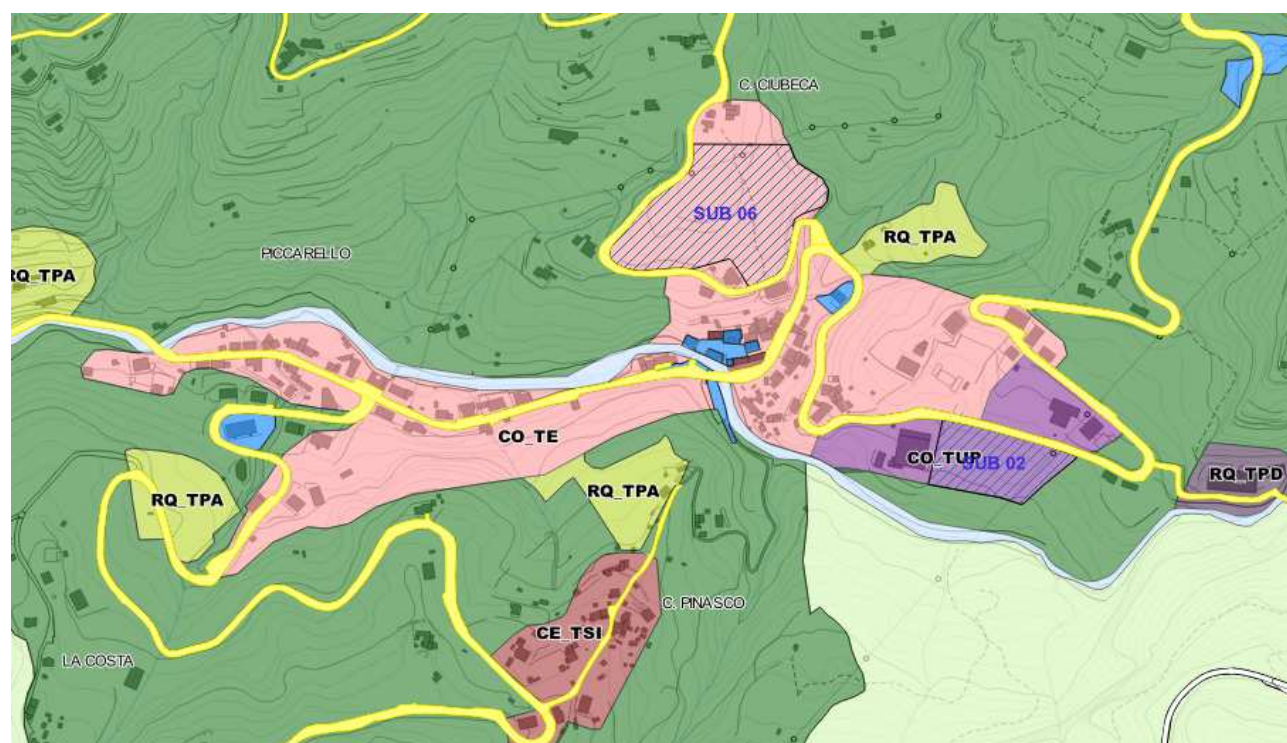 C. CIUBECA
SUB 06
RQ_TPA
PICCARELLO
RQ_TPA
CO_TE
CO_TUP
SUB 02
RQ_TPD
RQ_TPA
RQ_TPA
C. PINASCO
CE_TSI
LA COSTA